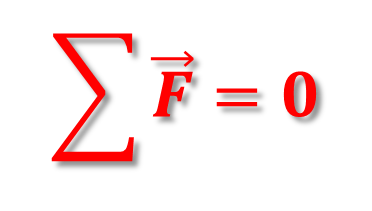 ∑ F⃗ = 0